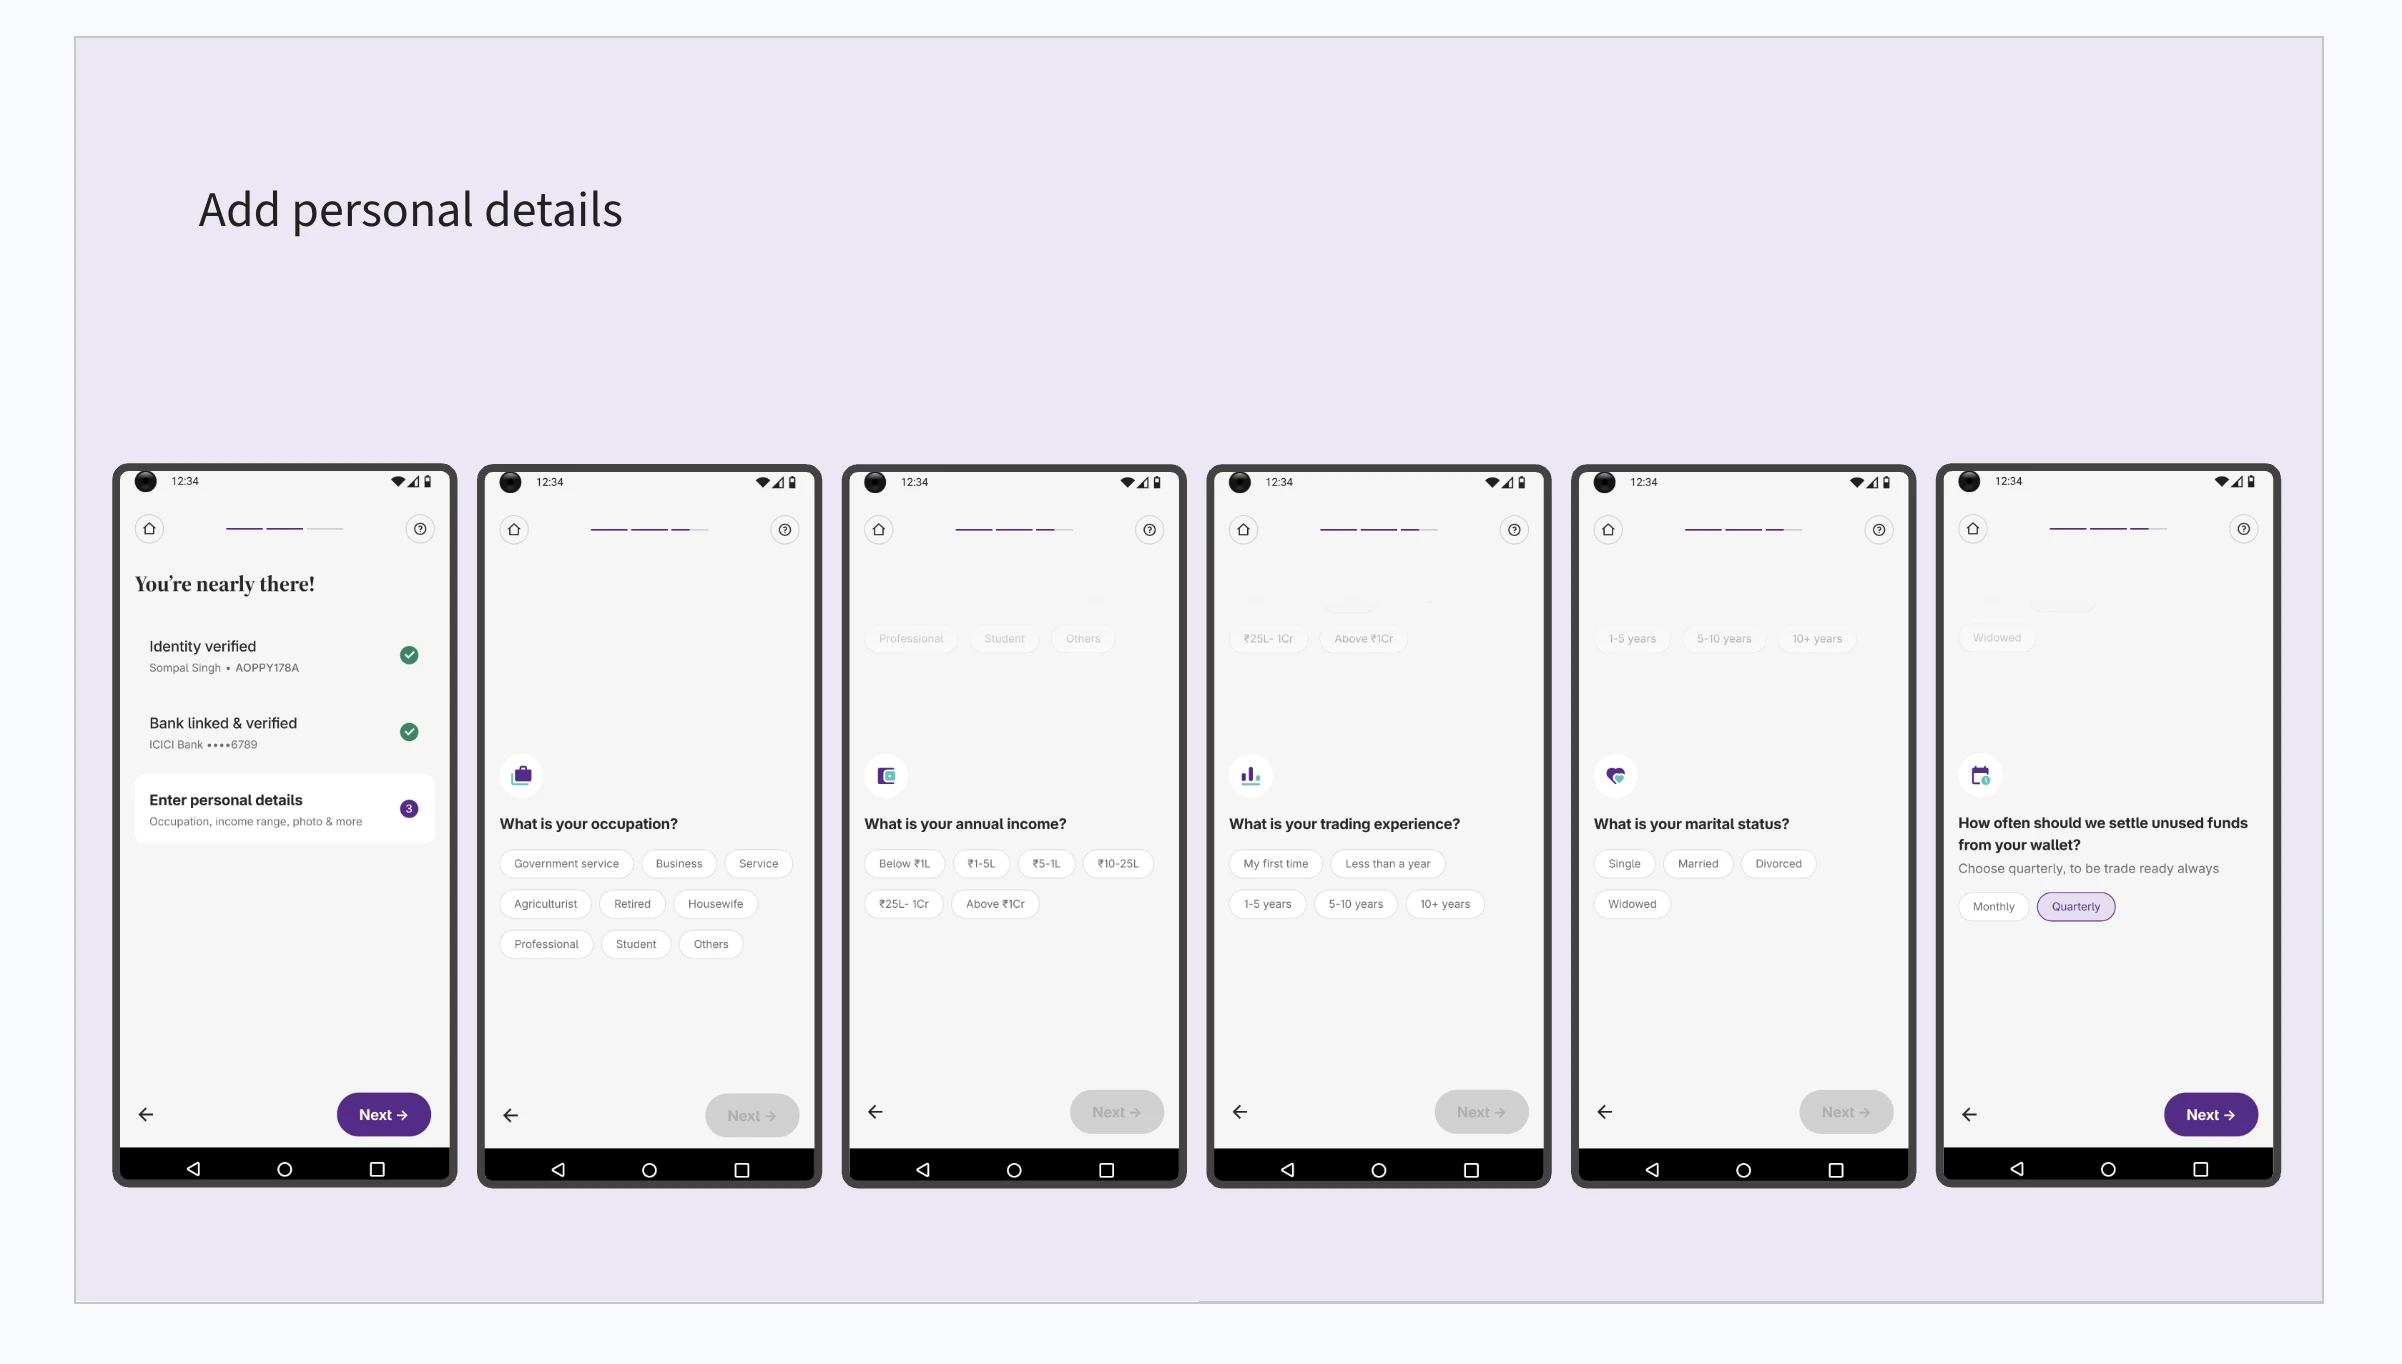 Add personal details
12:34
You're nearly there!
Identity verified
Sompal Singh • AOPPY178A
Bank linked & verified
ICICI Bank ••••6789
Enter personal details
3
Occupation, income range, photo & more
Next →
12:34
What is your occupation?
Government service Business Service
Agriculturist Retired Housewife
Professional Student Others
Next →
12:34
Professional Student Others
What is your annual income?
Below ₹1L ₹1-5L ₹5-1L ₹10-25L
₹25L- 1Cr Above ₹1Cr
Next →
12:34
₹25L- 1Cr Above ₹1Cr
What is your trading experience?
My first time Less than a year
1-5 years 5-10 years 10+ years
Next →
12:34
1-5 years 5-10 years 10+ years
What is your marital status?
Single Married Divorced
Widowed
Next →
12:34
Widowed
How often should we settle unused funds
from your wallet?
Choose quarterly, to be trade ready always
Monthly Quarterly
Next →